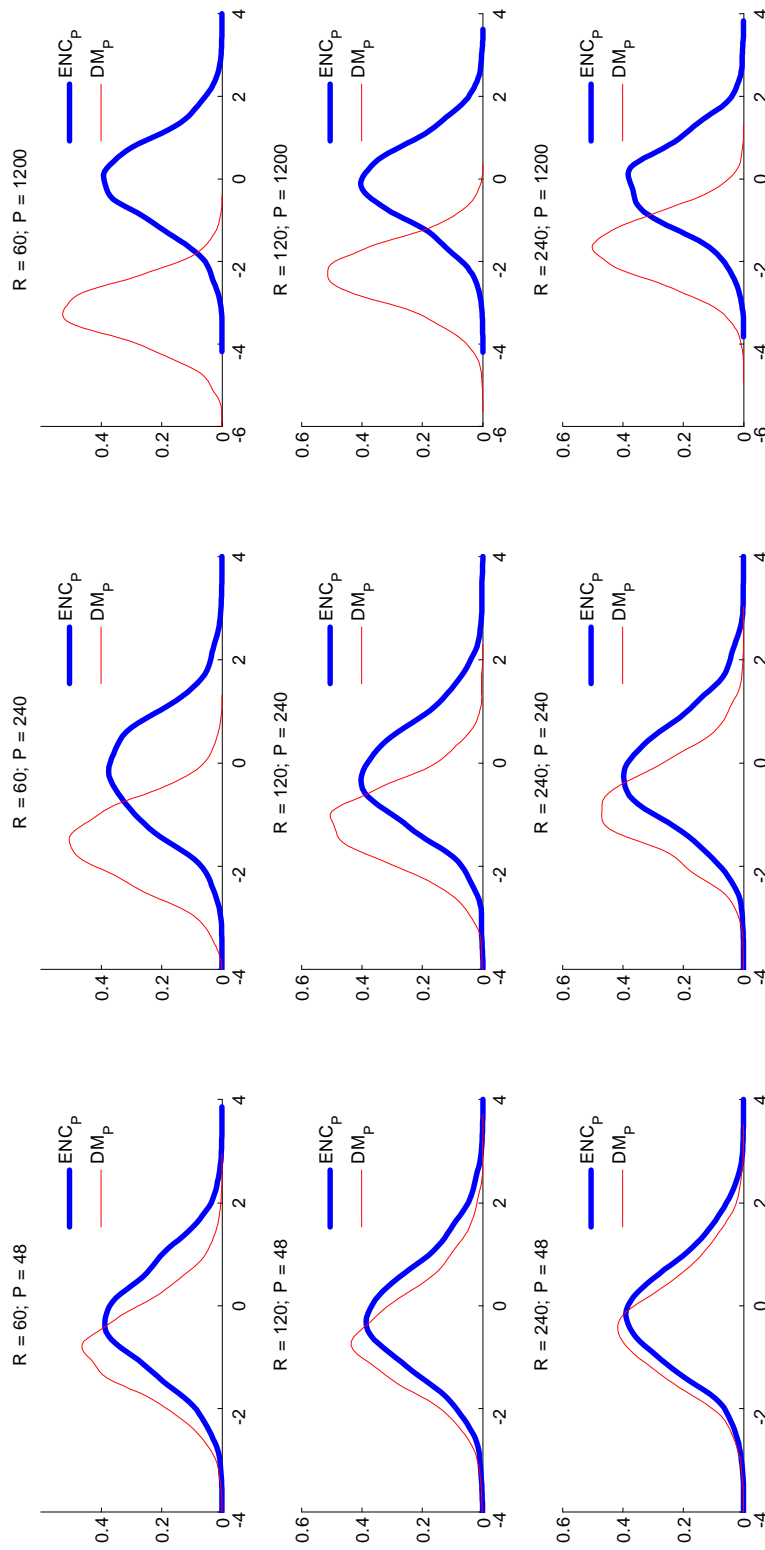 R = 60; P = 48
0.4
0.2
0
-4 -2 0 2 4
ENC_P
DM_P
R = 60; P = 240
0.4
0.2
0
-4 -2 0 2 4
ENC_P
DM_P
R = 60; P = 1200
0.4
0.2
0
-6 -4 -2 0 2 4
ENC_P
DM_P
R = 120; P = 48
0.6
0.4
0.2
0
-4 -2 0 2 4
ENC_P
DM_P
R = 120; P = 240
0.6
0.4
0.2
0
-4 -2 0 2 4
ENC_P
DM_P
R = 120; P = 1200
0.6
0.4
0.2
0
-6 -4 -2 0 2 4
ENC_P
DM_P
R = 240; P = 48
0.6
0.4
0.2
0
-4 -2 0 2 4
ENC_P
DM_P
R = 240; P = 240
0.6
0.4
0.2
0
-4 -2 0 2 4
ENC_P
DM_P
R = 240; P = 1200
0.6
0.4
0.2
0
-6 -4 -2 0 2 4
ENC_P
DM_P